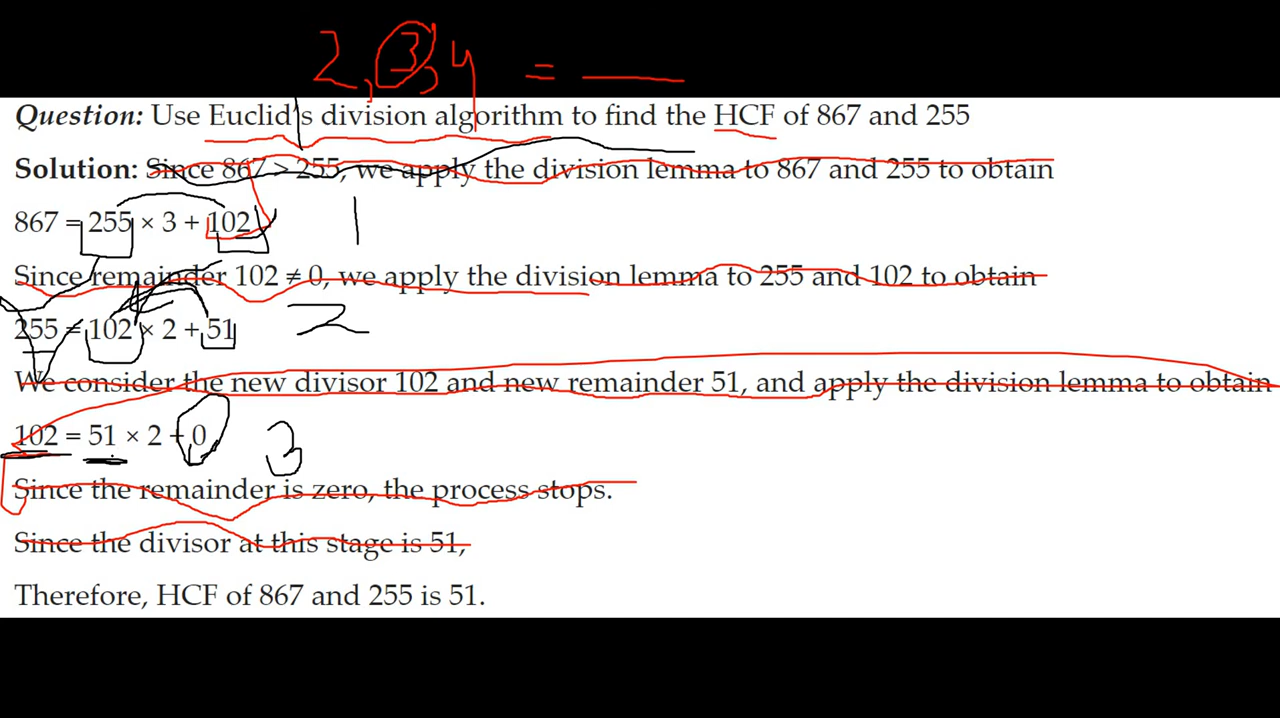 2, 3, 4 =
Question: Use Euclid's division algorithm to find the HCF of 867 and 255
Solution: Since 867 > 255, we apply the division lemma to 867 and 255 to obtain
867 = 255 × 3 + 102 1
Since remainder 102 ≠ 0, we apply the division lemma to 255 and 102 to obtain
255 = 102 × 2 + 51 2
We consider the new divisor 102 and new remainder 51, and apply the division lemma to obtain
102 = 51 × 2 + 0 3
Since the remainder is zero, the process stops.
Since the divisor at this stage is 51,
Therefore, HCF of 867 and 255 is 51.